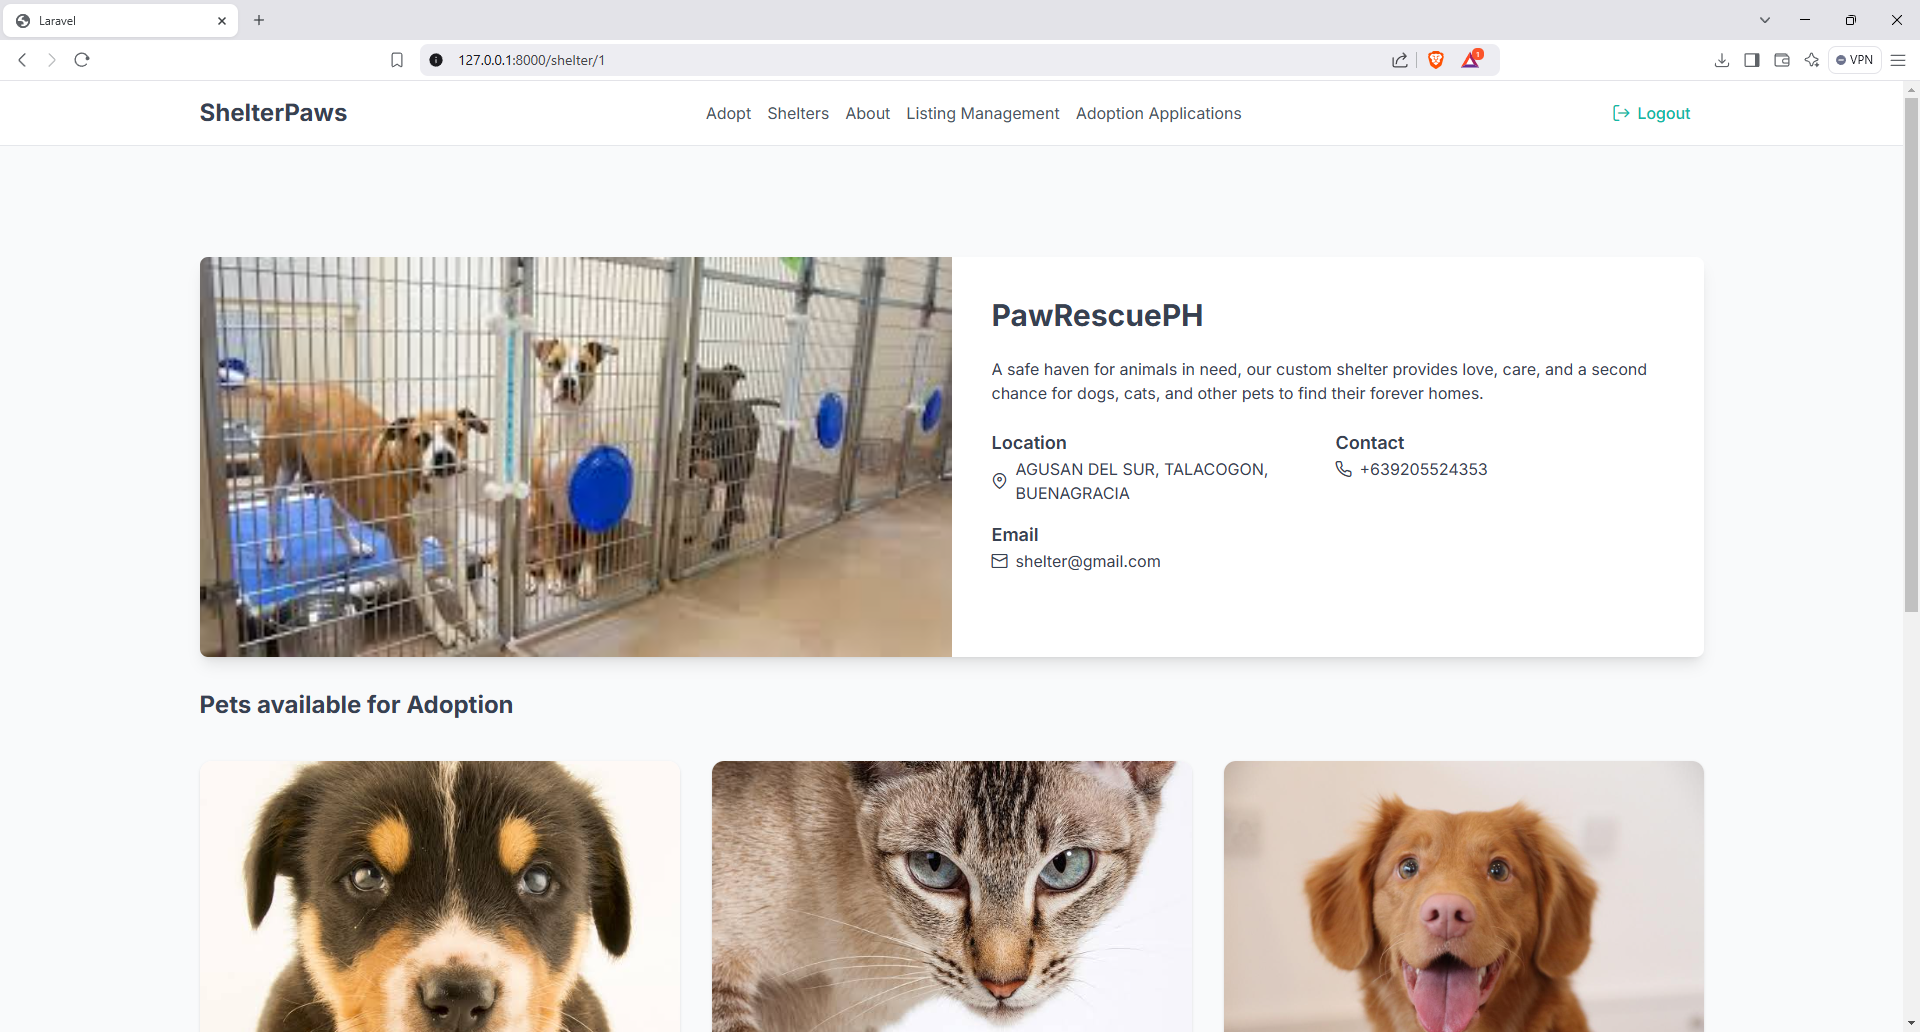 Laravel
127.0.0.1:8000/shelter/1
1
VPN
ShelterPaws
Adopt Shelters About Listing Management Adoption Applications
Logout
PawRescuePH
A safe haven for animals in need, our custom shelter provides love, care, and a second
chance for dogs, cats, and other pets to find their forever homes.
Location
AGUSAN DEL SUR, TALACOGON,
BUENAGRACIA
Contact
+639205524353
Email
shelter@gmail.com
Pets available for Adoption